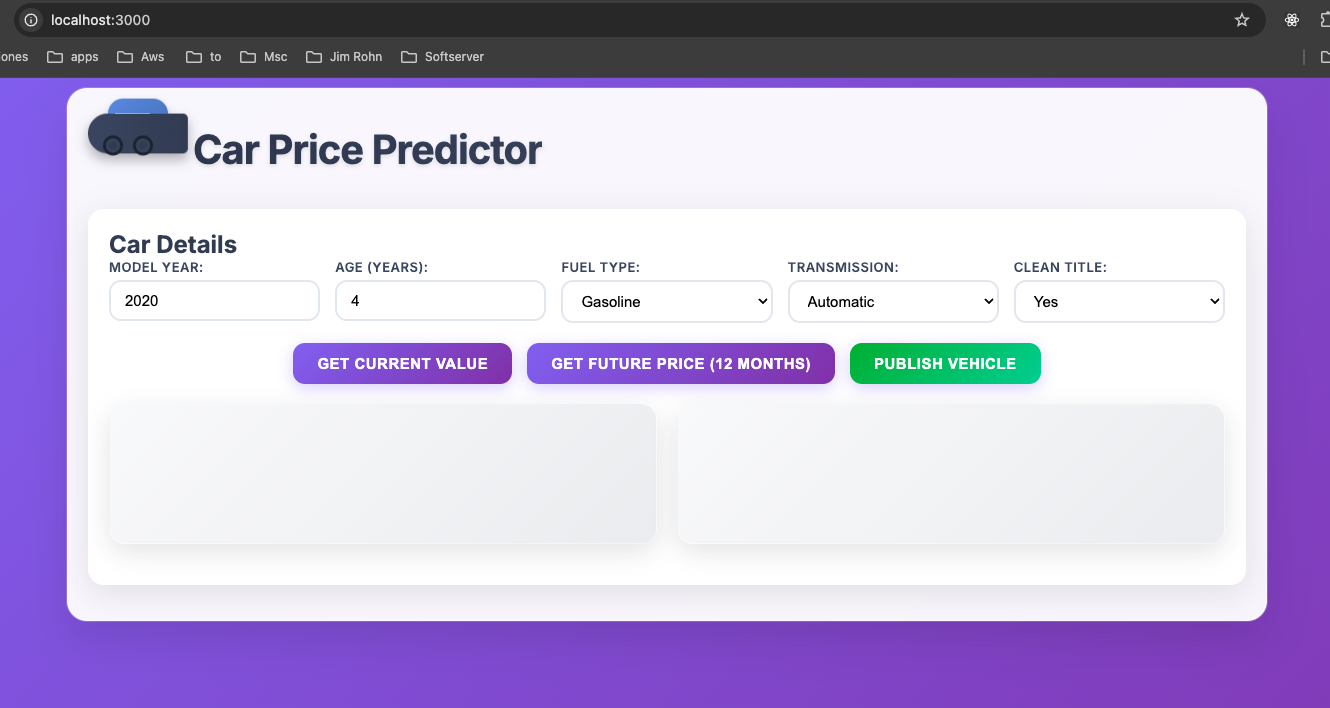 localhost:3000
ones apps Aws to Msc Jim Rohn Softserver
Car Price Predictor
Car Details
MODEL YEAR: AGE (YEARS): FUEL TYPE: TRANSMISSION: CLEAN TITLE:
2020 4 Gasoline Automatic Yes
GET CURRENT VALUE GET FUTURE PRICE (12 MONTHS) PUBLISH VEHICLE